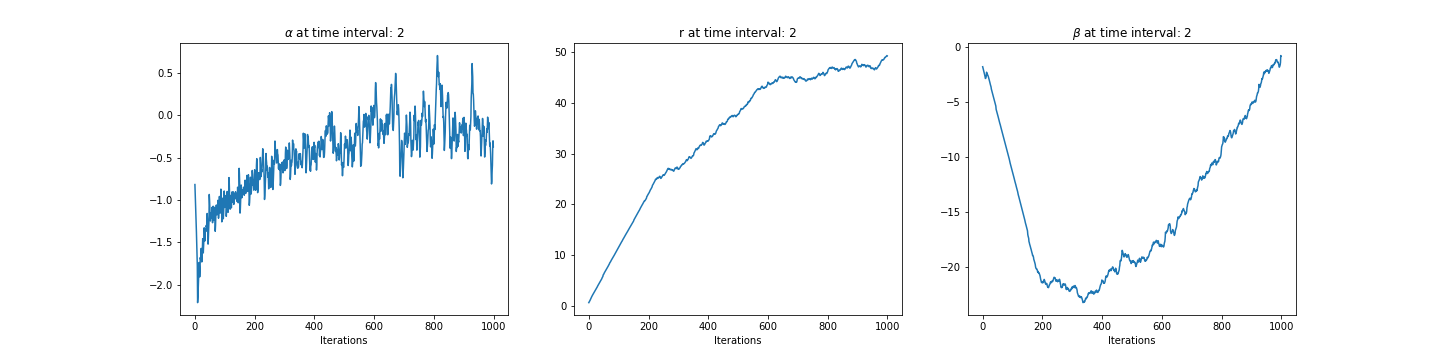 α at time interval: 2
0.5
0.0
−0.5
−1.0
−1.5
−2.0
0 200 400 600 800 1000
Iterations
r at time interval: 2
50
40
30
20
10
0
0 200 400 600 800 1000
Iterations
β at time interval: 2
0
−5
−10
−15
−20
0 200 400 600 800 1000
Iterations